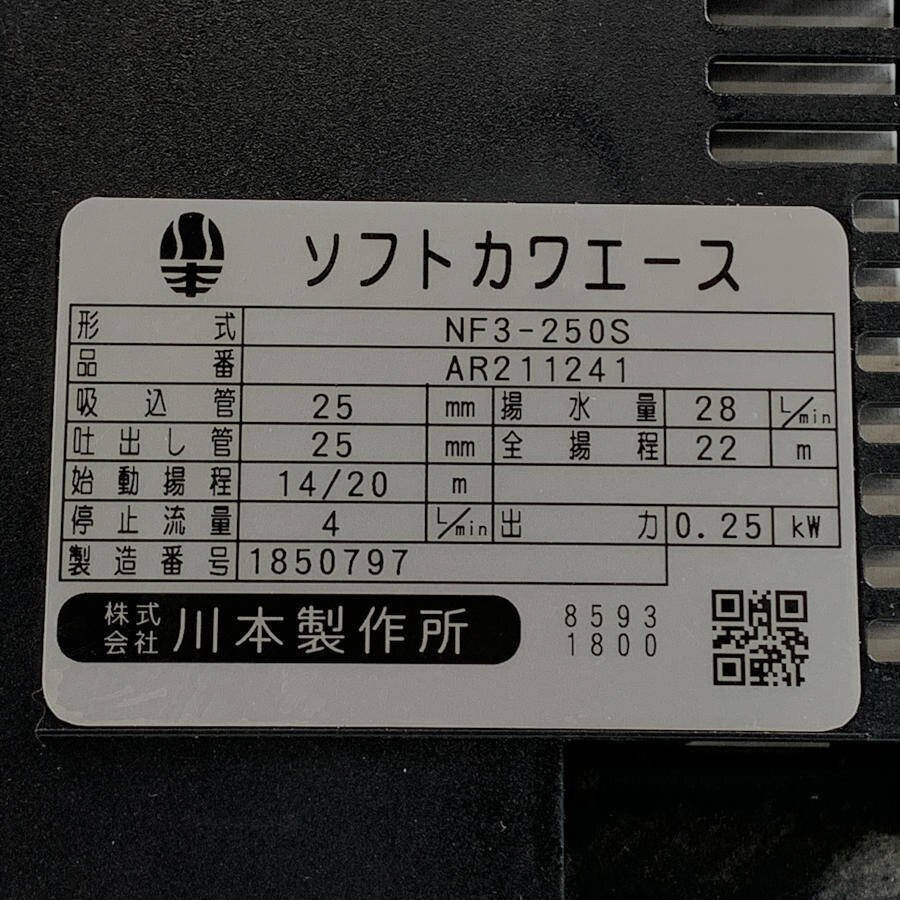 ソフトカワエース
形式 NF3-250S
品番 AR211241
吸込管 25 mm 揚水量 28 L/min
吐出し管 25 mm 全揚程 22 m
始動揚程 14/20 m
停止流量 4 L/min 出力 0.25 kW
製造番号 1850797
株式会社 川本製作所
8593
1800